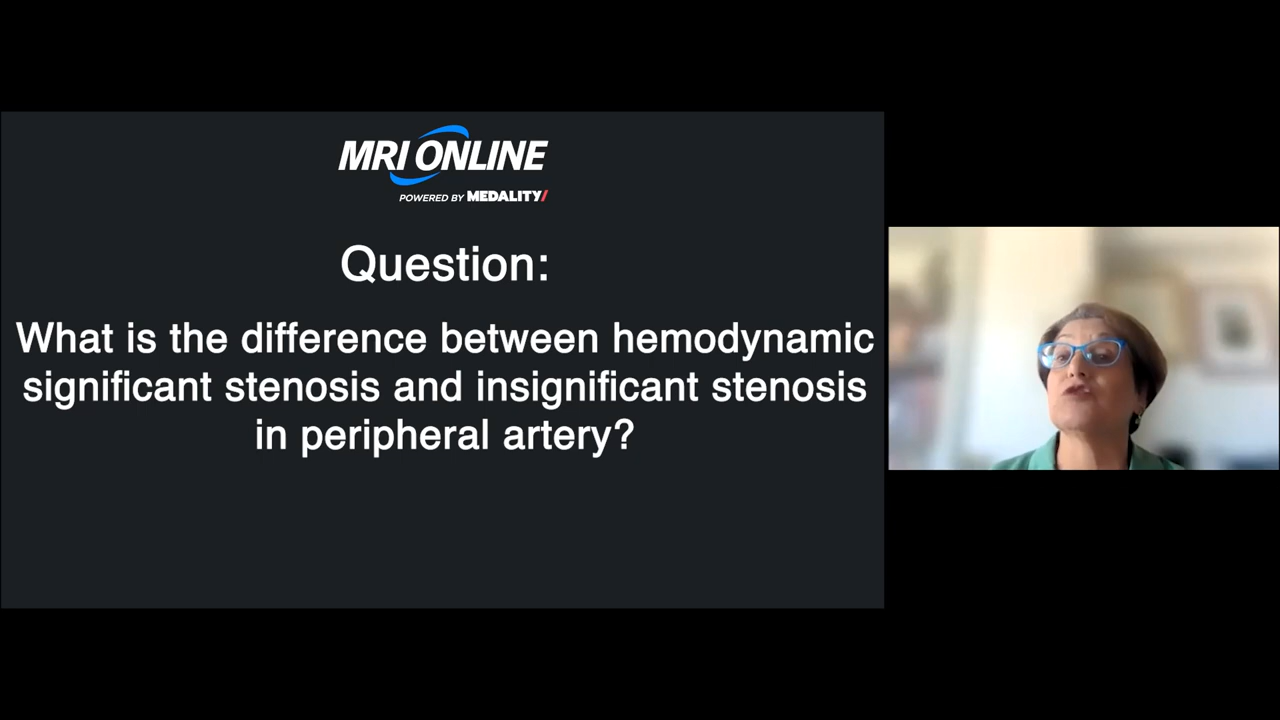 MRI ONLINE
POWERED BY MEDALITY/
Question:
What is the difference between hemodynamic
significant stenosis and insignificant stenosis
in peripheral artery?